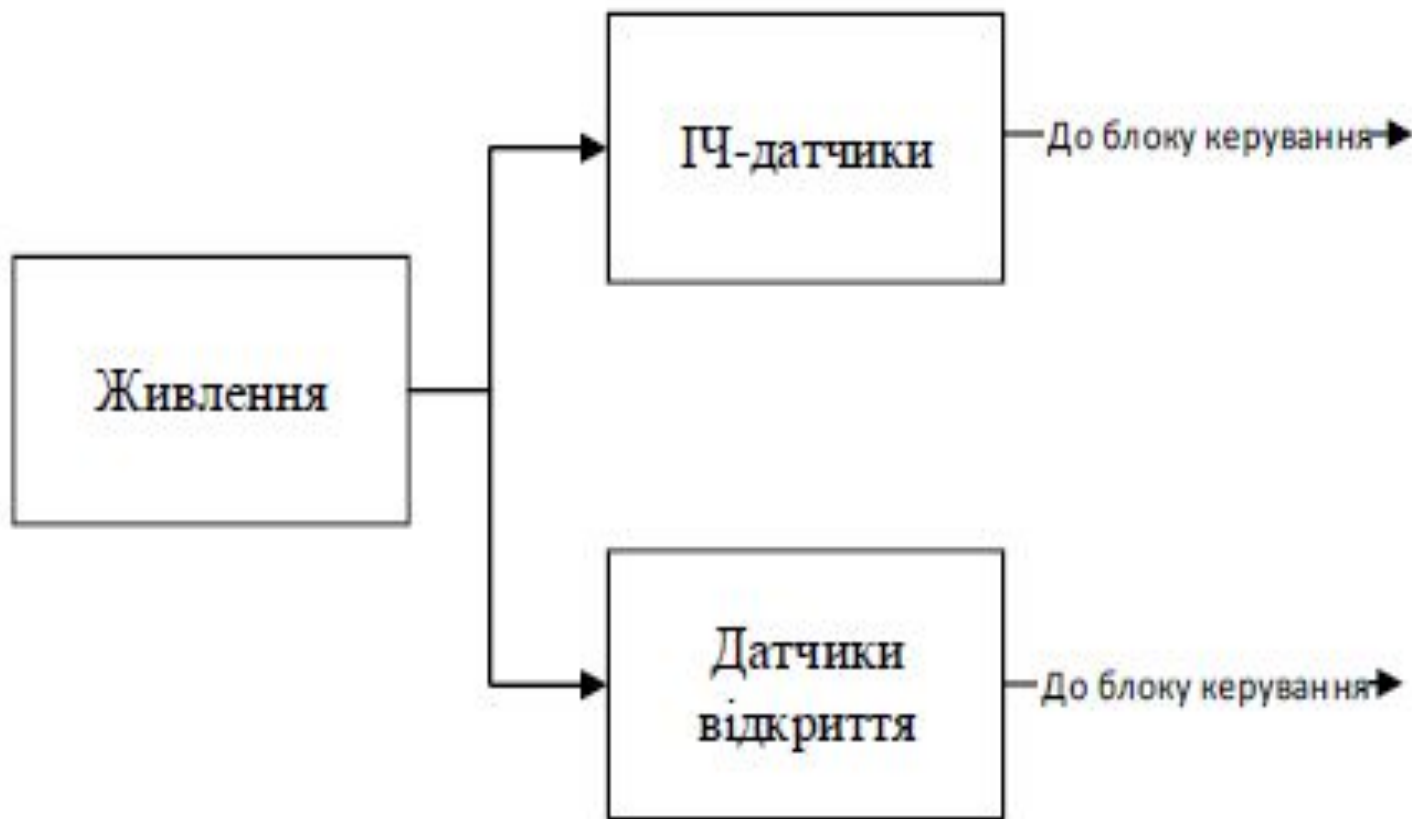 ІЧ-датчики
До блоку керування
Живлення
Датчики
відкриття
До блоку керування